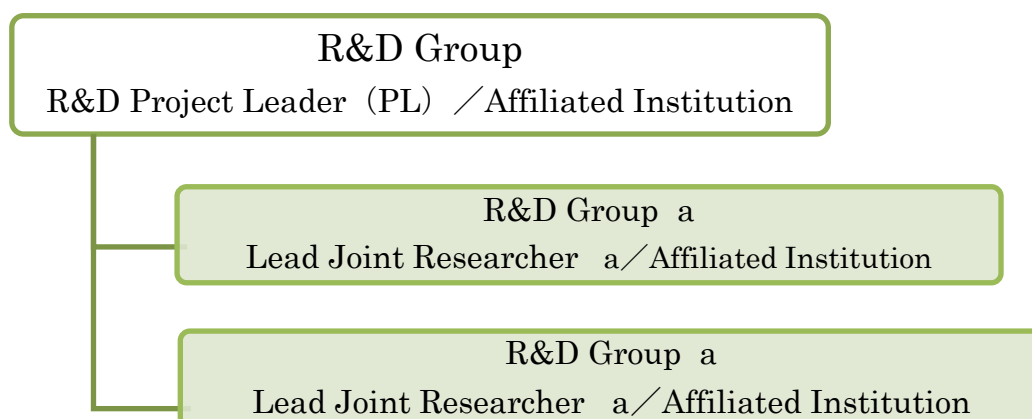 R&D Group
R&D Project Leader（PL）／Affiliated Institution
R&D Group a
Lead Joint Researcher a／Affiliated Institution
R&D Group a
Lead Joint Researcher a／Affiliated Institution